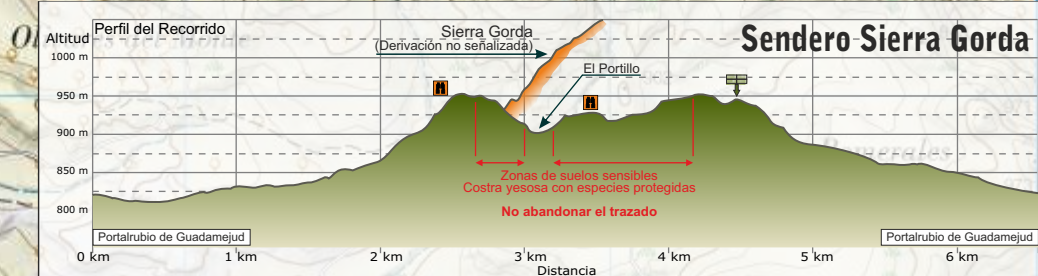 Perfil del Recorrido
Sendero Sierra Gorda
Altitud
1000 m
950 m
900 m
850 m
800 m
Sierra Gorda
(Derivación no señalizada)
El Portillo
Zonas de suelos sensibles
Costra yesosa con especies protegidas
No abandonar el trazado
Portalrubio de Guadamejud
Portalrubio de Guadamejud
0 km
1 km
2 km
3 km
4 km
5 km
6 km
Distancia